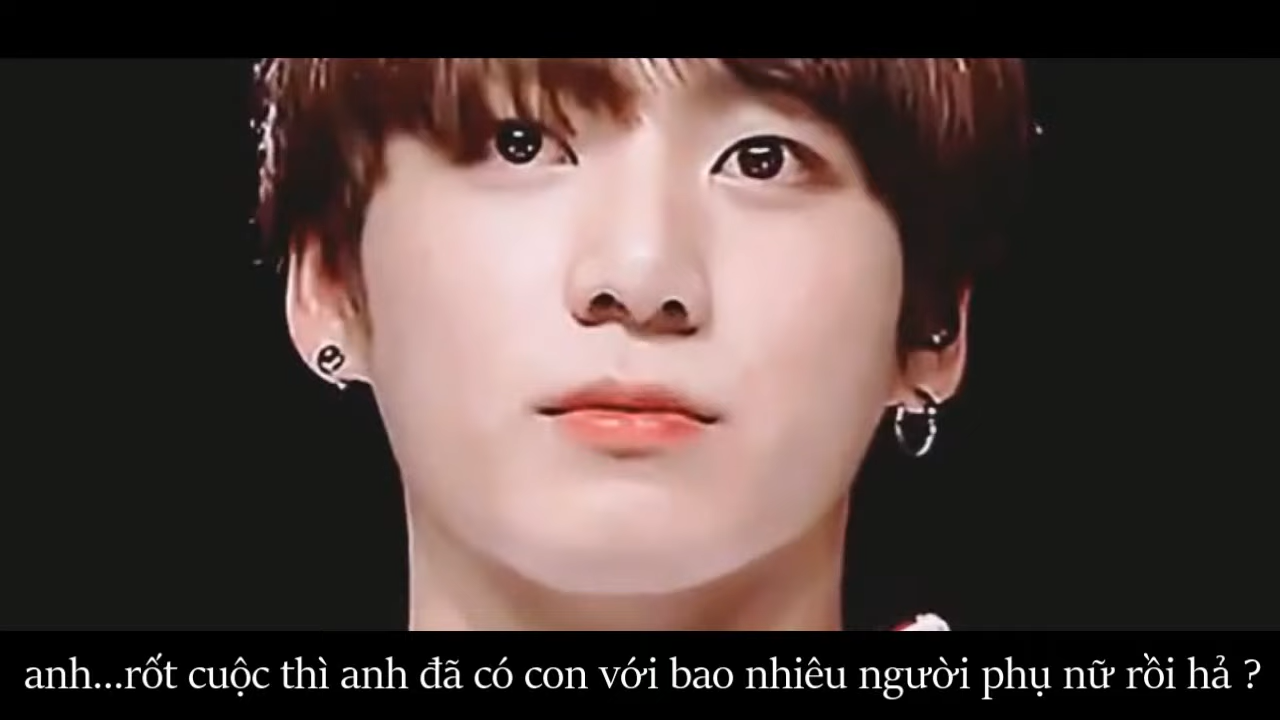 anh...rốt cuộc thì anh đã có con với bao nhiêu người phụ nữ rồi hả ?